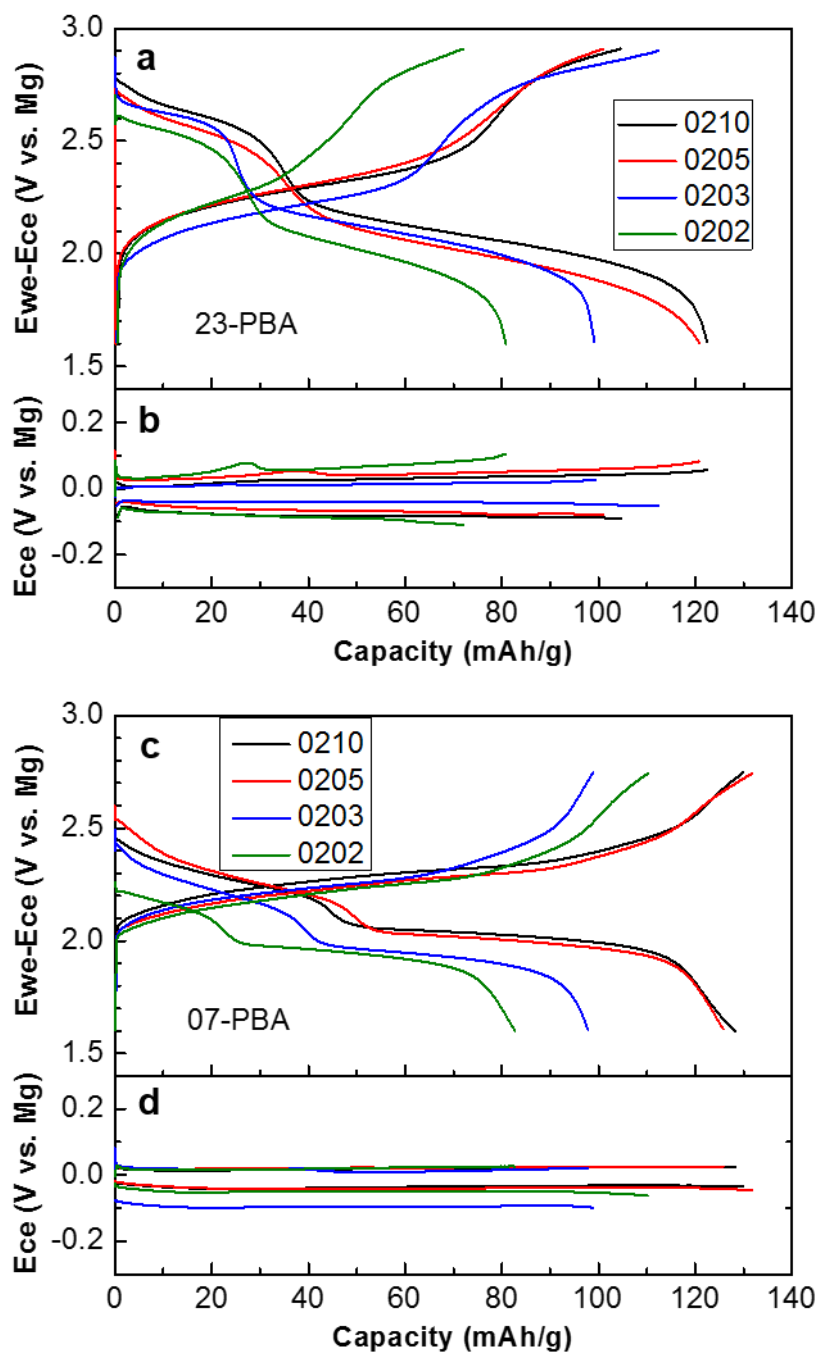 3.0
a
2.5
0210
0205
0203
0202
2.0
Ewe-Ece (V vs. Mg)
23-PBA
1.5
b
0.2
0.0
-0.2
Ece (V vs. Mg)
0 20 40 60 80 100 120 140
Capacity (mAh/g)
3.0
c
0210
0205
0203
0202
2.5
2.0
Ewe-Ece (V vs. Mg)
07-PBA
1.5
d
0.2
0.0
-0.2
Ece (V vs. Mg)
0 20 40 60 80 100 120 140
Capacity (mAh/g)